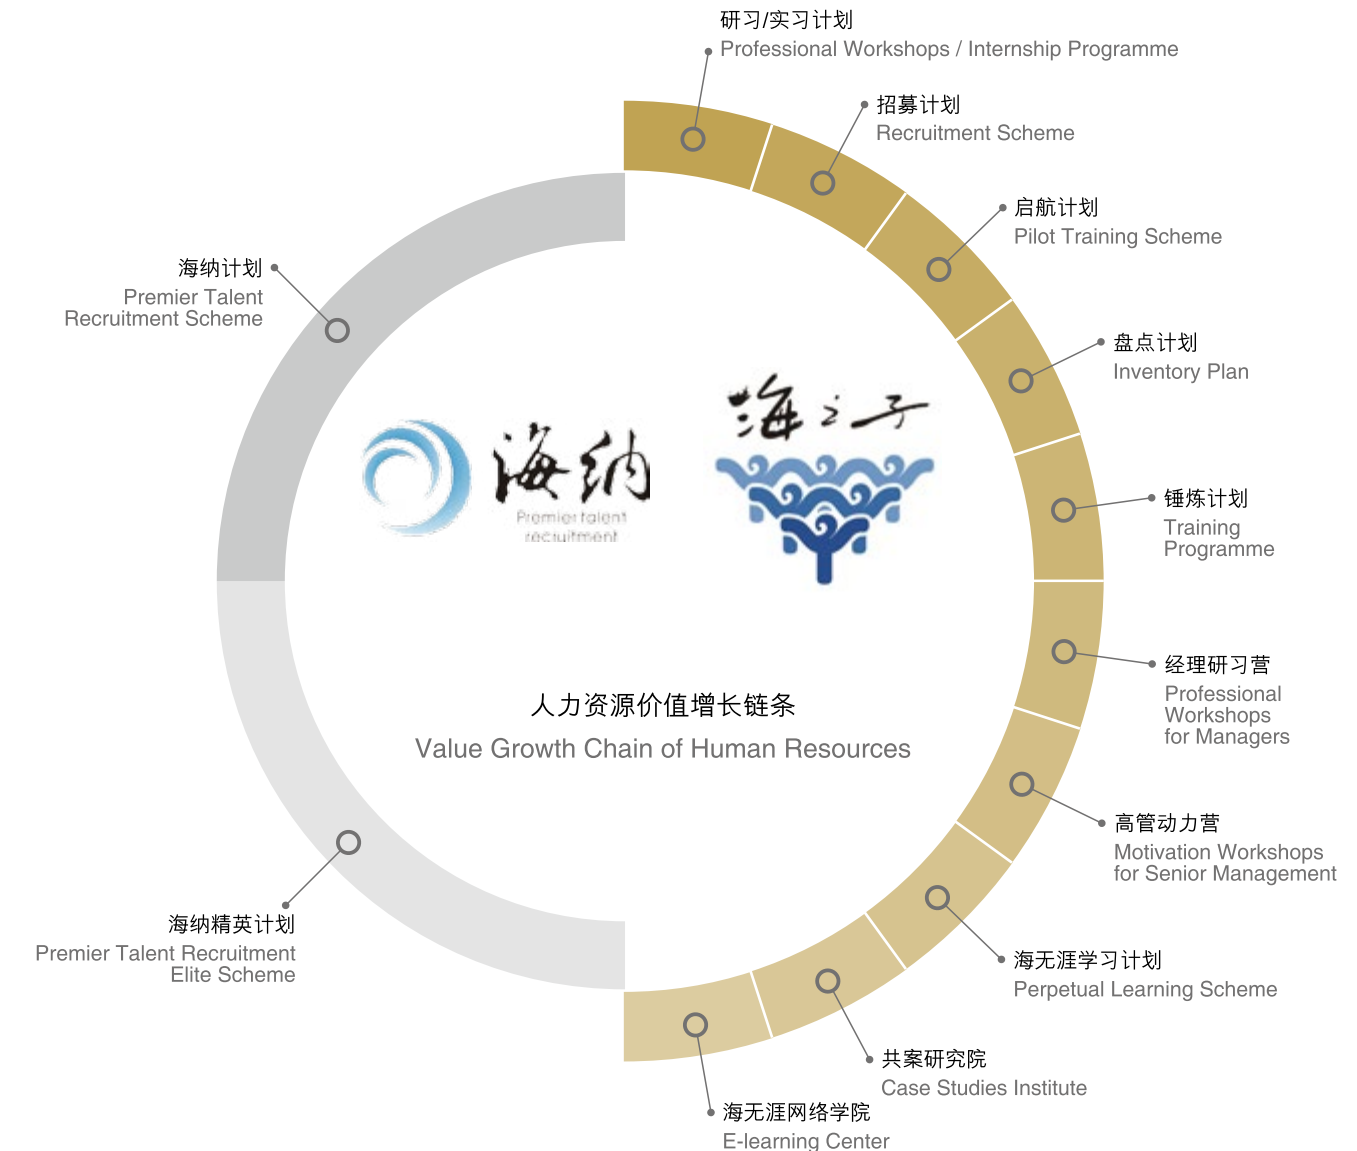 研习/实习计划
Professional Workshops / Internship Programme
招募计划
Recruitment Scheme
启航计划
Pilot Training Scheme
海纳计划
Premier Talent
Recruitment Scheme
盘点计划
Inventory Plan
海之子
海纳
Premier talent
recruitment
锤炼计划
Training
Programme
经理研习营
Professional
Workshops
for Managers
人力资源价值增长链条
Value Growth Chain of Human Resources
高管动力营
Motivation Workshops
for Senior Management
海纳精英计划
Premier Talent Recruitment
Elite Scheme
海无涯学习计划
Perpetual Learning Scheme
共案研究院
Case Studies Institute
海无涯网络学院
E-learning Center